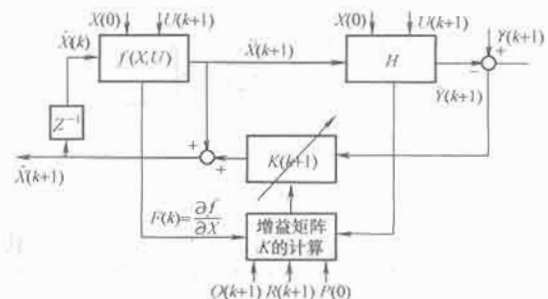 X(0)
U(k+1)
X(0)
U(k+1)
X̂(k)
f(X,U)
X̂(k+1)
H
Y(k+1)
+
−
Ŷ(k+1)
Z⁻¹
+
+
K(k+1)
X̂(k+1)
F(k)=∂f/∂X
增益矩阵
K的计算
Q(k+1) R(k+1) P(0)